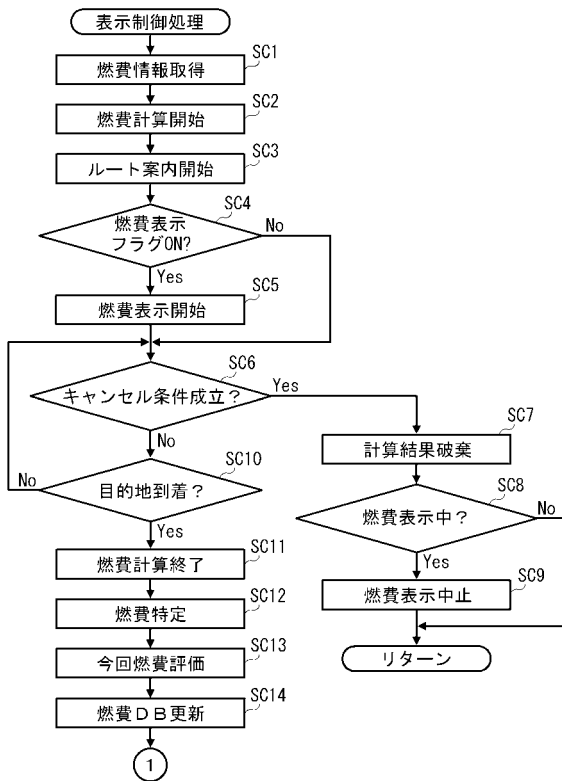 表示制御処理
SC1
燃費情報取得
SC2
燃費計算開始
SC3
ルート案内開始
SC4
燃費表示
フラグON?
No
Yes
SC5
燃費表示開始
SC6
キャンセル条件成立？
Yes
No
SC7
計算結果破棄
SC8
燃費表示中？
No
Yes
SC9
燃費表示中止
リターン
SC10
目的地到着？
No
Yes
SC11
燃費計算終了
SC12
燃費特定
SC13
今回燃費評価
SC14
燃費ＤＢ更新
1